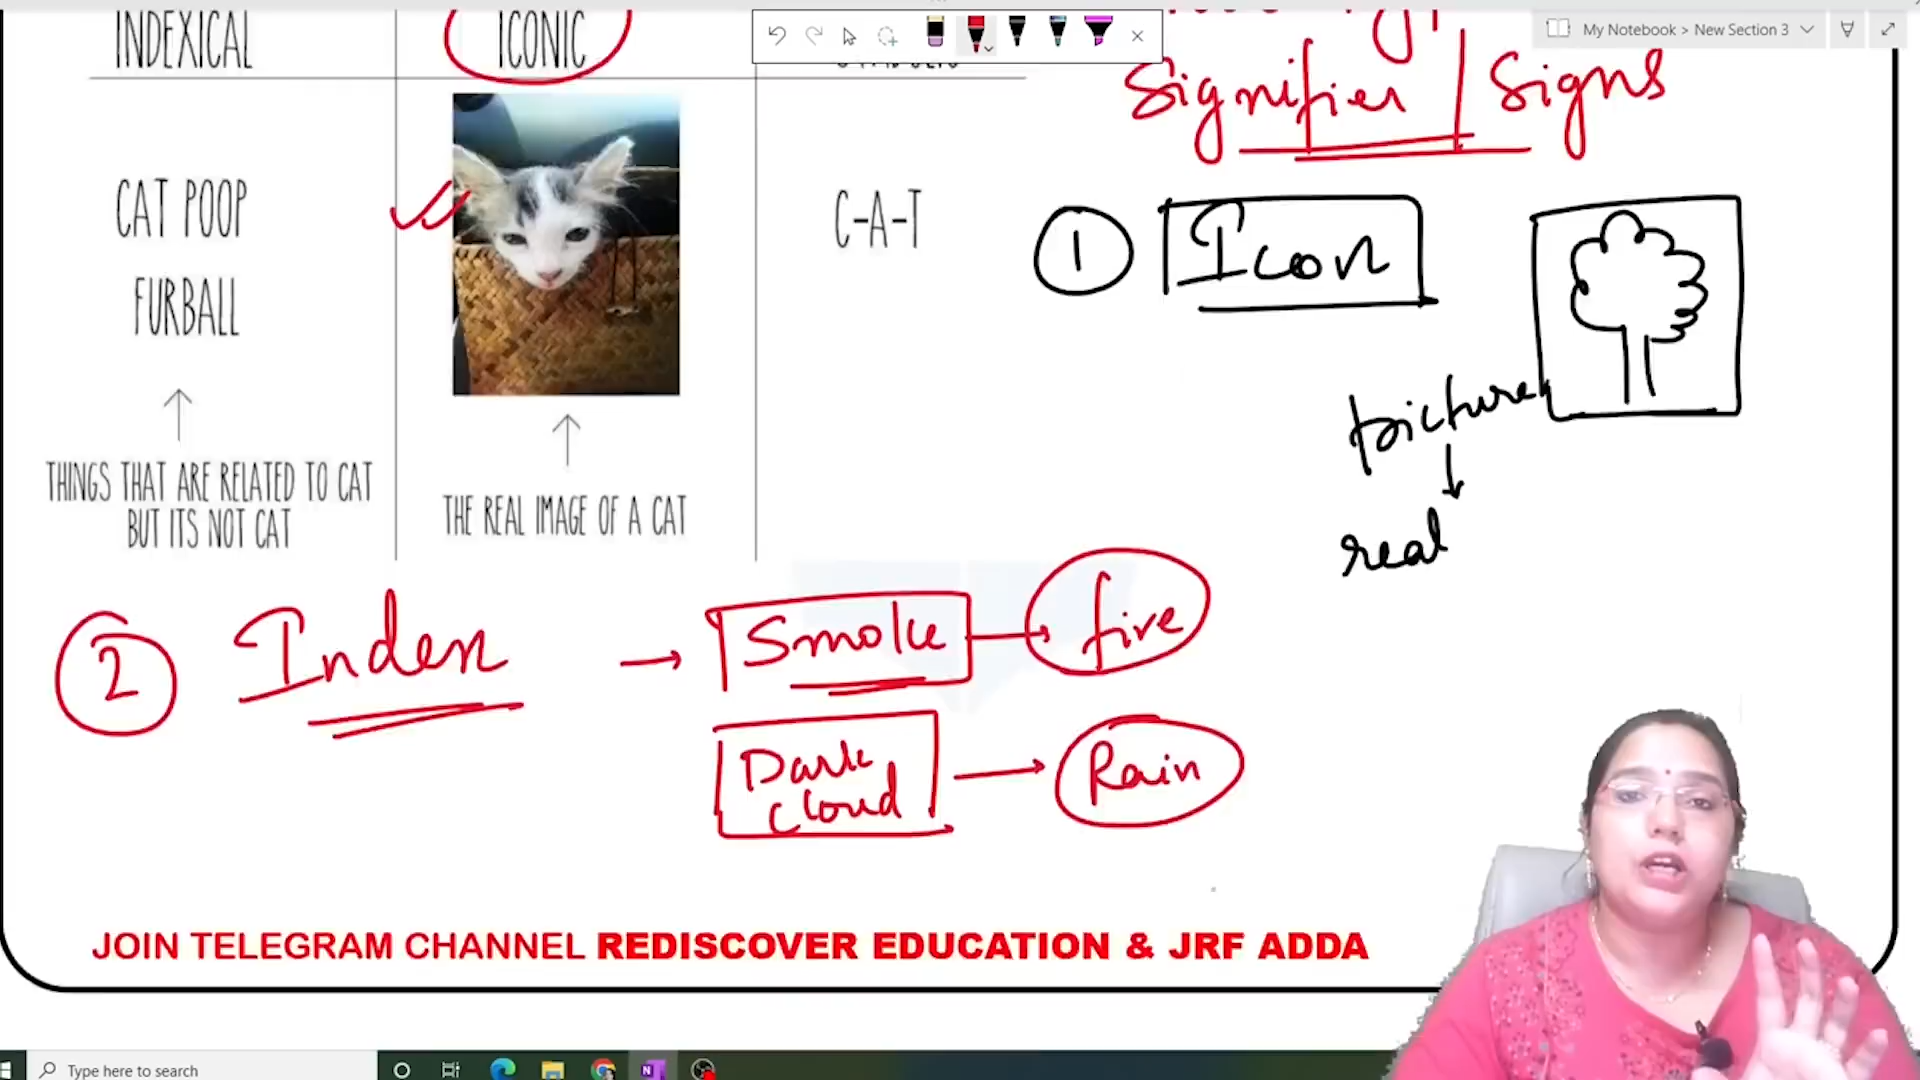 INDEXICAL
ICONIC
My Notebook > New Section 3
Signifier | Signs
CAT POOP
FURBALL
C-A-T
1 Icon
picture
real
THINGS THAT ARE RELATED TO CAT
BUT ITS NOT CAT
THE REAL IMAGE OF A CAT
2 Index → Smoke → fire
Dark cloud → Rain
JOIN TELEGRAM CHANNEL REDISCOVER EDUCATION & JRF ADDA
Type here to search